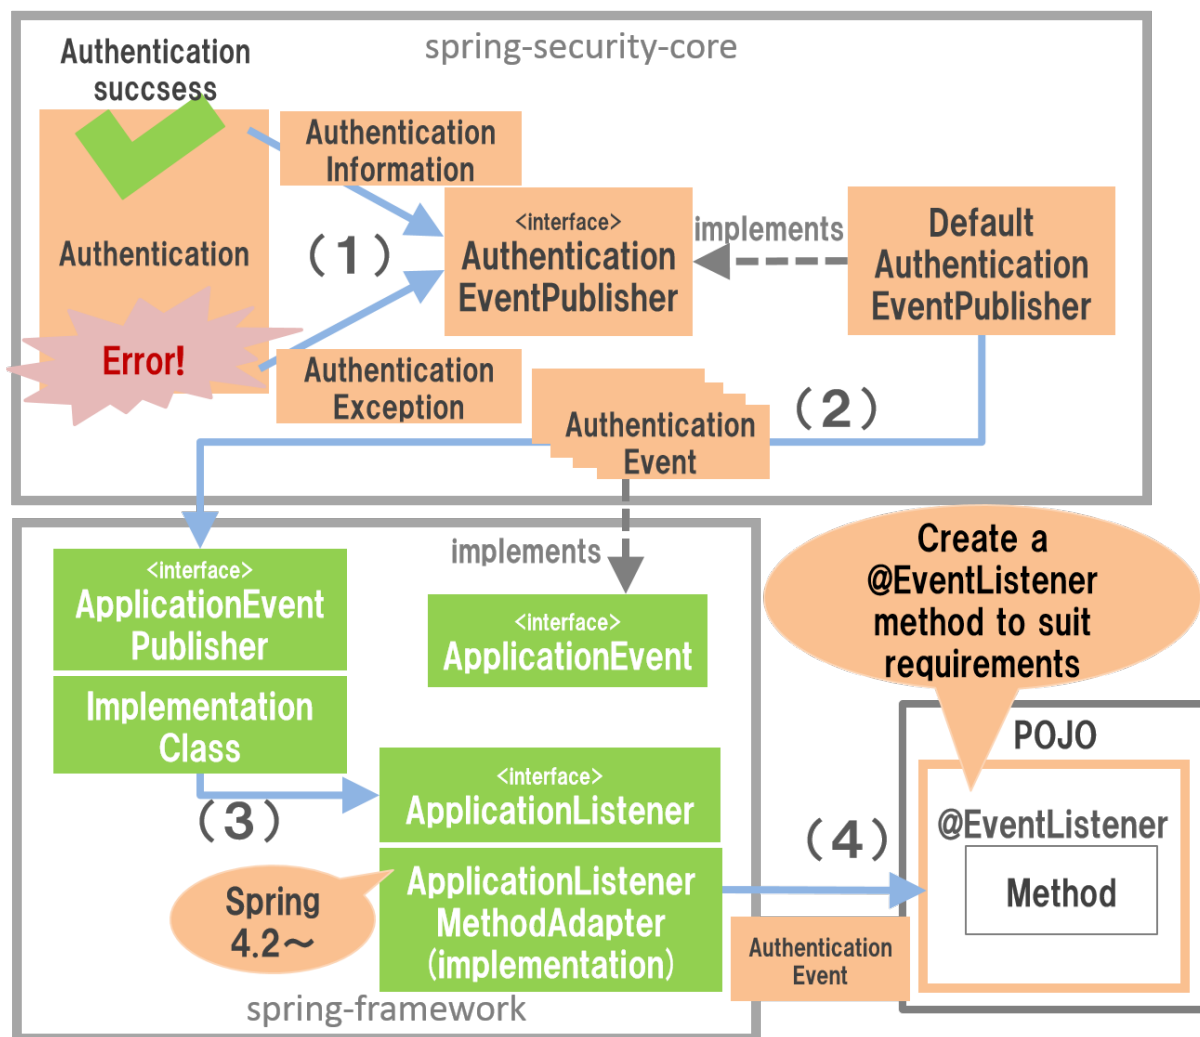 spring-security-core
Authentication
succsess
Authentication
Information
Authentication
Error!
(1)
<interface>
Authentication
EventPublisher
implements
Default
Authentication
EventPublisher
Authentication
Exception
Authentication
Event
(2)
implements
<interface>
ApplicationEvent
Publisher
Implementation
Class
<interface>
ApplicationEvent
(3)
<interface>
ApplicationListener
ApplicationListener
MethodAdapter
(implementation)
Spring
4.2～
spring-framework
Create a
@EventListener
method to suit
requirements
POJO
(4)
@EventListener
Method
Authentication
Event